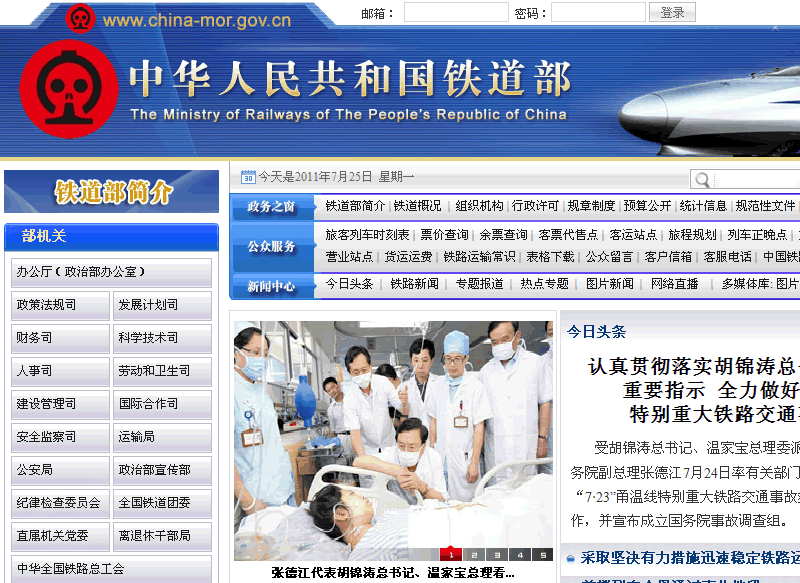 www.china-mor.gov.cn
邮箱：
密码：
登录
中华人民共和国铁道部
The Ministry of Railways of The People's Republic of China
铁道部简介
今天是2011年7月25日 星期一
部机关
办公厅（政治部办公室）
政策法规司
发展计划司
财务司
科学技术司
人事司
劳动和卫生司
建设管理司
国际合作司
安全监察司
运输局
公安局
政治部宣传部
纪律检查委员会
全国铁道团委
直属机关党委
离退休干部局
中华全国铁路总工会
政务之窗
铁道部简介|铁道概况 | 组织机构|行政许可|规章制度|预算公开|统计信息|规范性文件
公众服务
旅客列车时刻表| 票价查询| 余票查询 | 客票代售点 | 客运站点 | 旅程规划 | 列车正晚点 |
营业站点 | 货运运费 | 铁路运输常识 | 表格下载 | 公众留言 | 客户信箱 | 客服电话 | 中国铁
新闻中心
今日头条 | 铁路新闻 | 专题报道 | 热点专题 | 图片新闻 | 网络直播 | 多媒体库: 图片
1 2 3 4 5
张德江代表胡锦涛总书记、温家宝总理看...
今日头条
认真贯彻落实胡锦涛总
重要指示 全力做好
特别重大铁路交通
受胡锦涛总书记、温家宝总理委派
务院副总理张德江7月24日率有关部门
“7·23”甬温线特别重大铁路交通事故
作，并宣布成立国务院事故调查组。
采取坚决有力措施迅速稳定铁路运